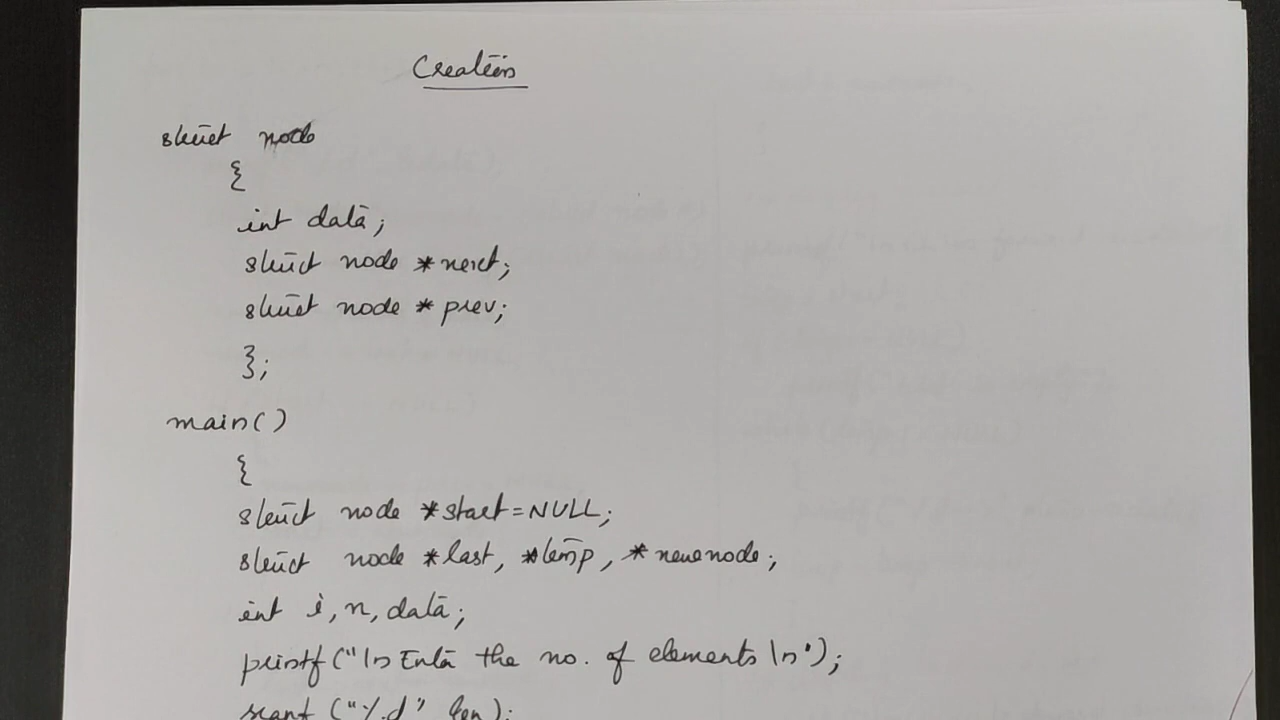 Creation
struct node
{
int data;
struct node *next;
struct node * prev;
};
main()
{
struct node *start=NULL;
struct node *last, *temp, *newnode;
int i, n, data;
printf("\n Enter the no. of elements \n");
scanf ("%d" &n);